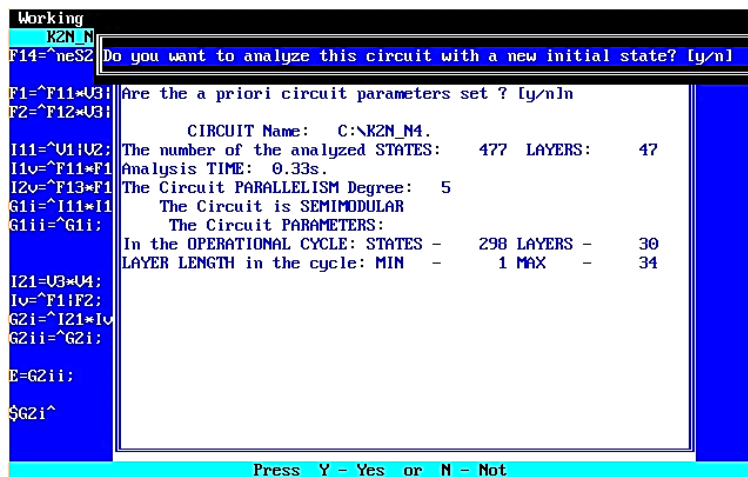 Working
K2N_N
F14=^neS2
Do you want to analyze this circuit with a new initial state? [y/n]
F1=^F11*V3|
F2=^F12*V3|
I11=^V1|V2;
I1v=^F11*F1
I2v=^F13*F1
G1i=^I11*I1
G1ii=^G1i;
I21=V3*V4;
Iv=^F1|F2;
G2i=^I21*Iv
G2ii=^G2i;
E=G2ii;
$G2i^
Are the a priori circuit parameters set ? [y/n]n
CIRCUIT Name: C:\K2N_N4.
The number of the analyzed STATES: 477 LAYERS: 47
Analysis TIME: 0.33s.
The Circuit PARALLELISM Degree: 5
The Circuit is SEMIMODULAR
The Circuit PARAMETERS:
In the OPERATIONAL CYCLE: STATES - 298 LAYERS - 30
LAYER LENGTH in the cycle: MIN - 1 MAX - 34
Press Y - Yes or N - Not